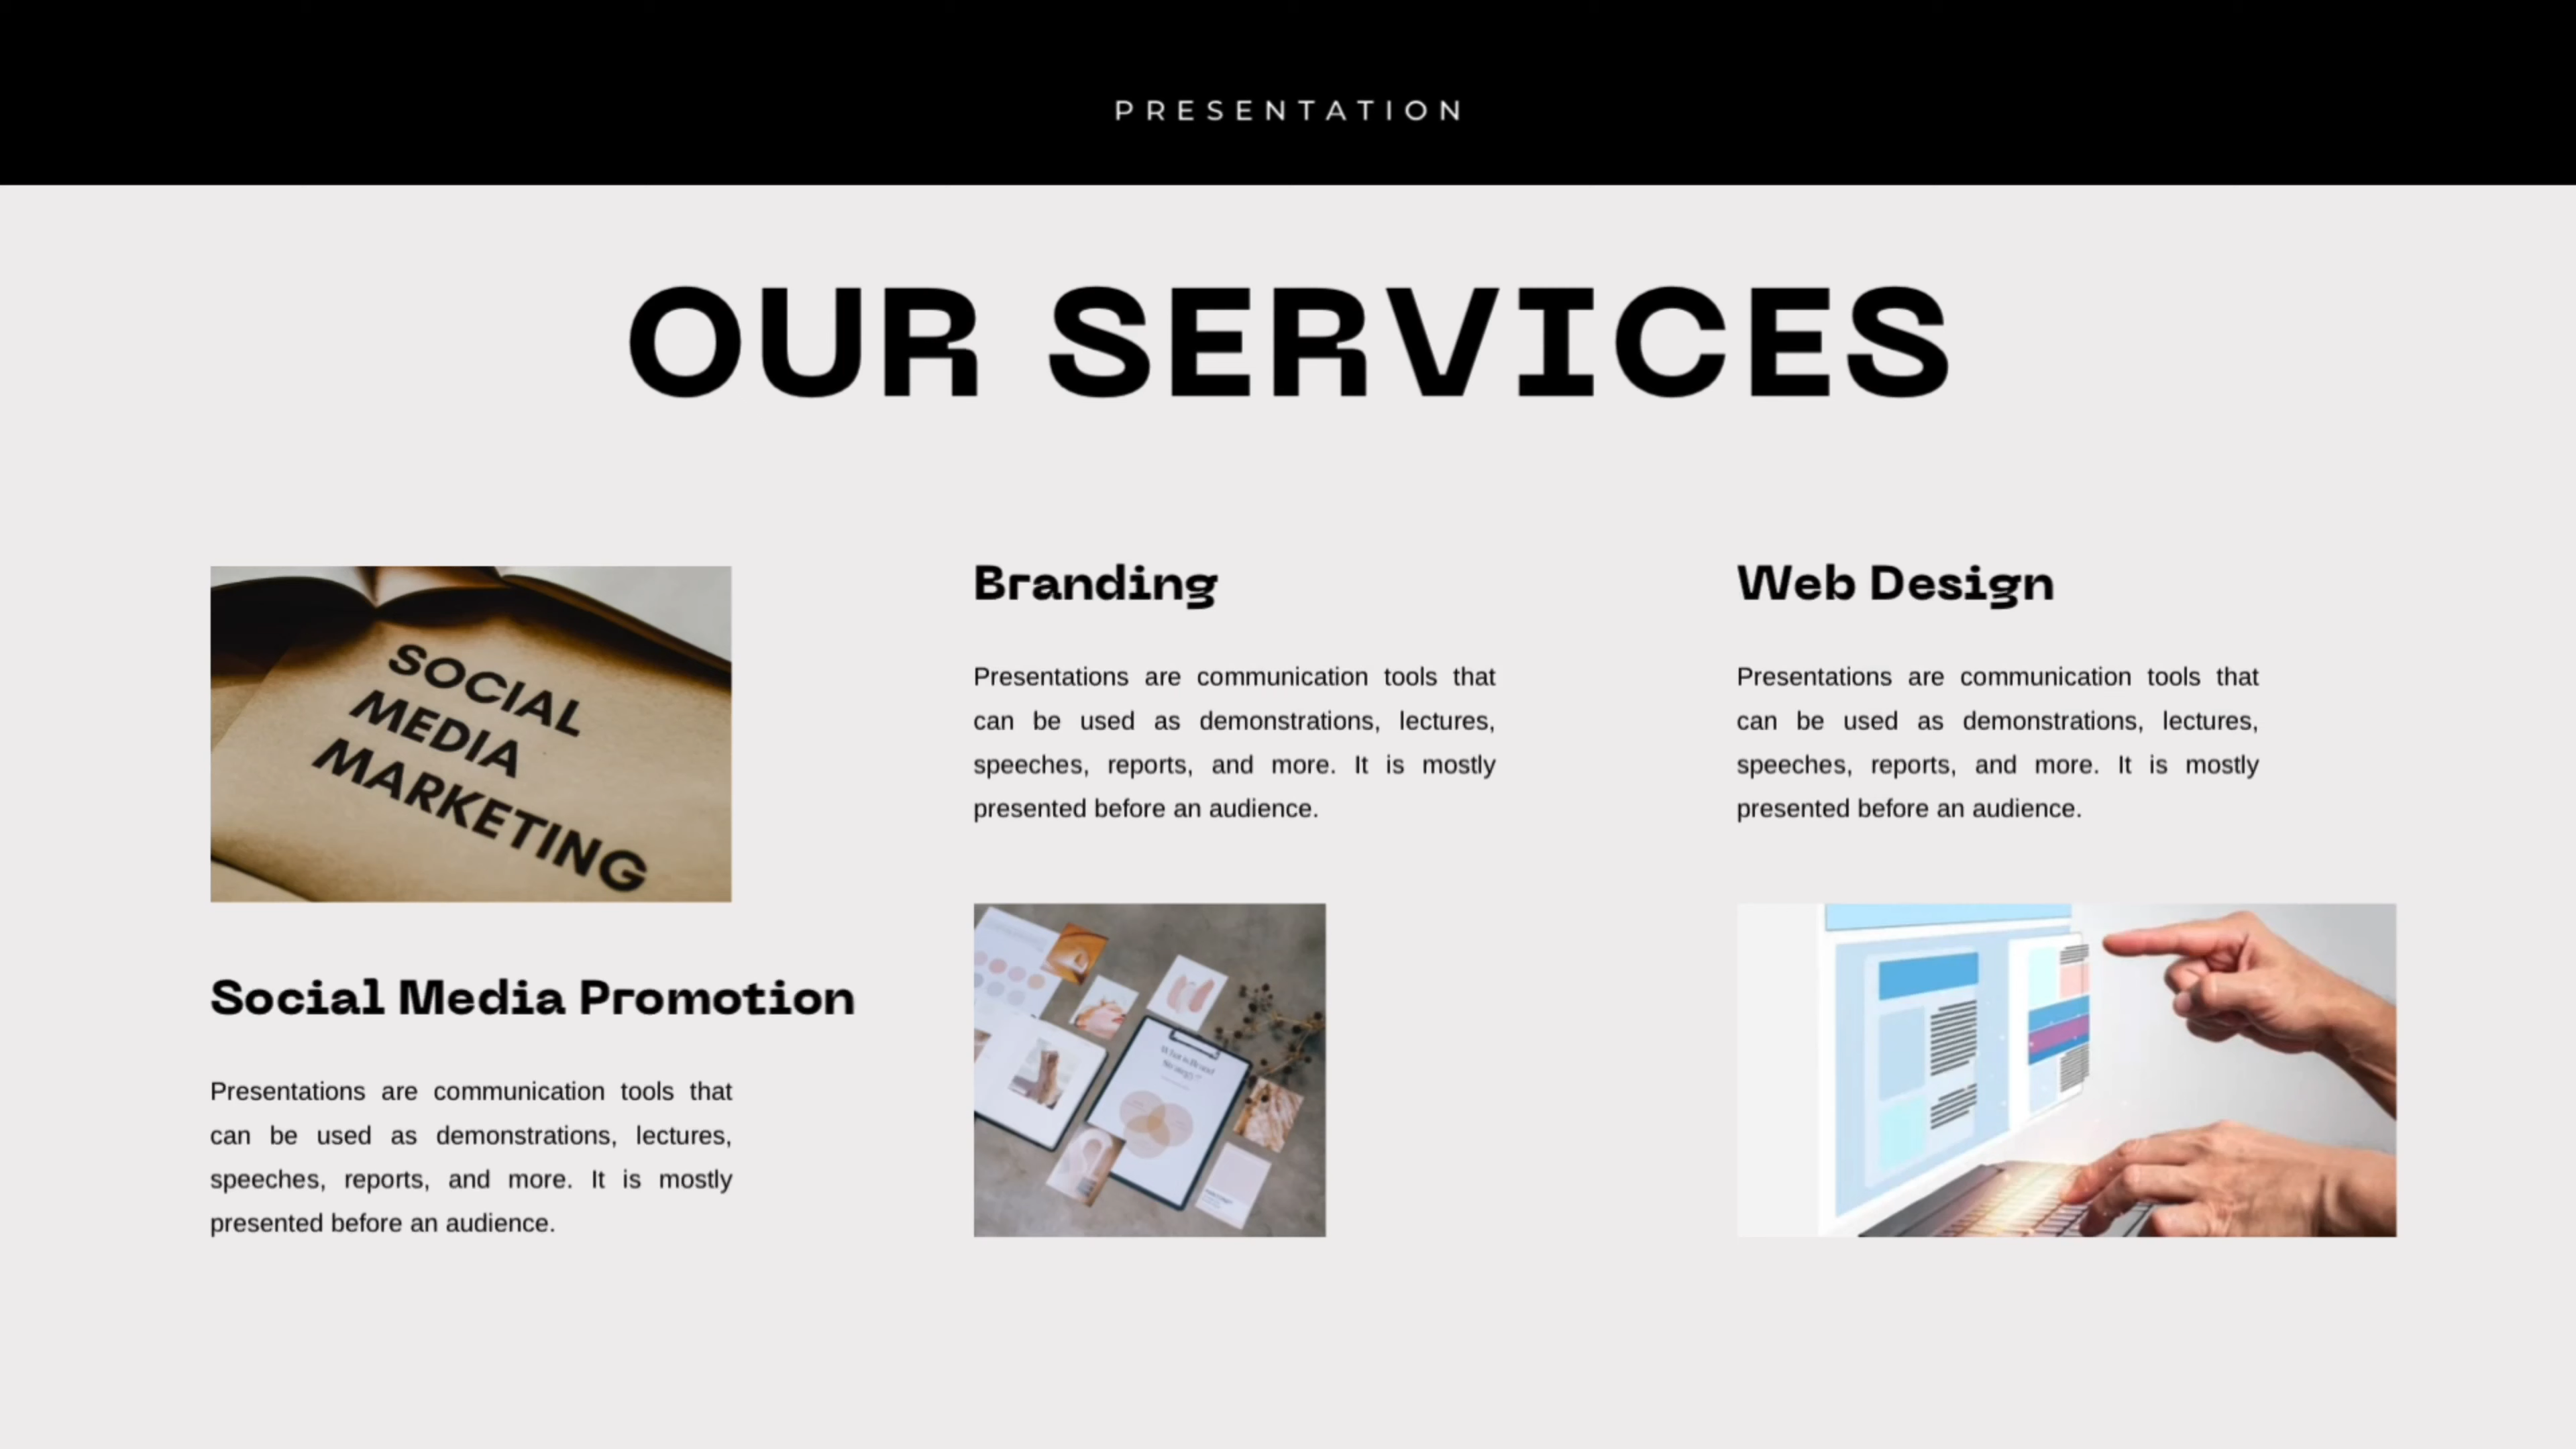 PRESENTATION
OUR SERVICES
SOCIAL
MEDIA
MARKETING
Social Media Promotion
Presentations are communication tools that
can be used as demonstrations, lectures,
speeches, reports, and more. It is mostly
presented before an audience.
Branding
Presentations are communication tools that
can be used as demonstrations, lectures,
speeches, reports, and more. It is mostly
presented before an audience.
Web Design
Presentations are communication tools that
can be used as demonstrations, lectures,
speeches, reports, and more. It is mostly
presented before an audience.